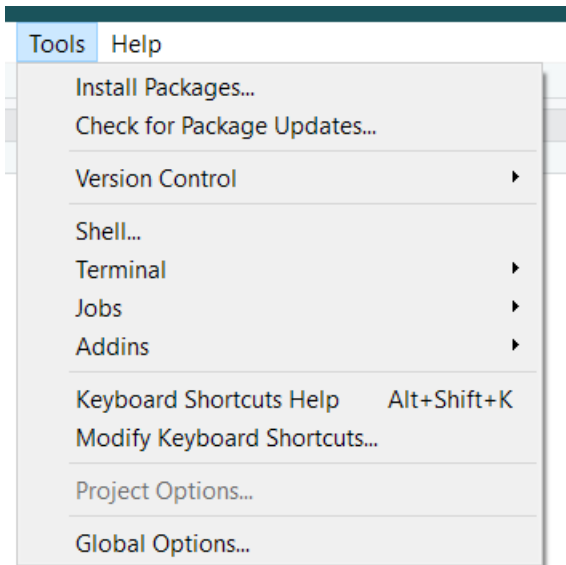 Tools Help
Install Packages...
Check for Package Updates...
Version Control
Shell...
Terminal
Jobs
Addins
Keyboard Shortcuts Help Alt+Shift+K
Modify Keyboard Shortcuts...
Project Options...
Global Options...